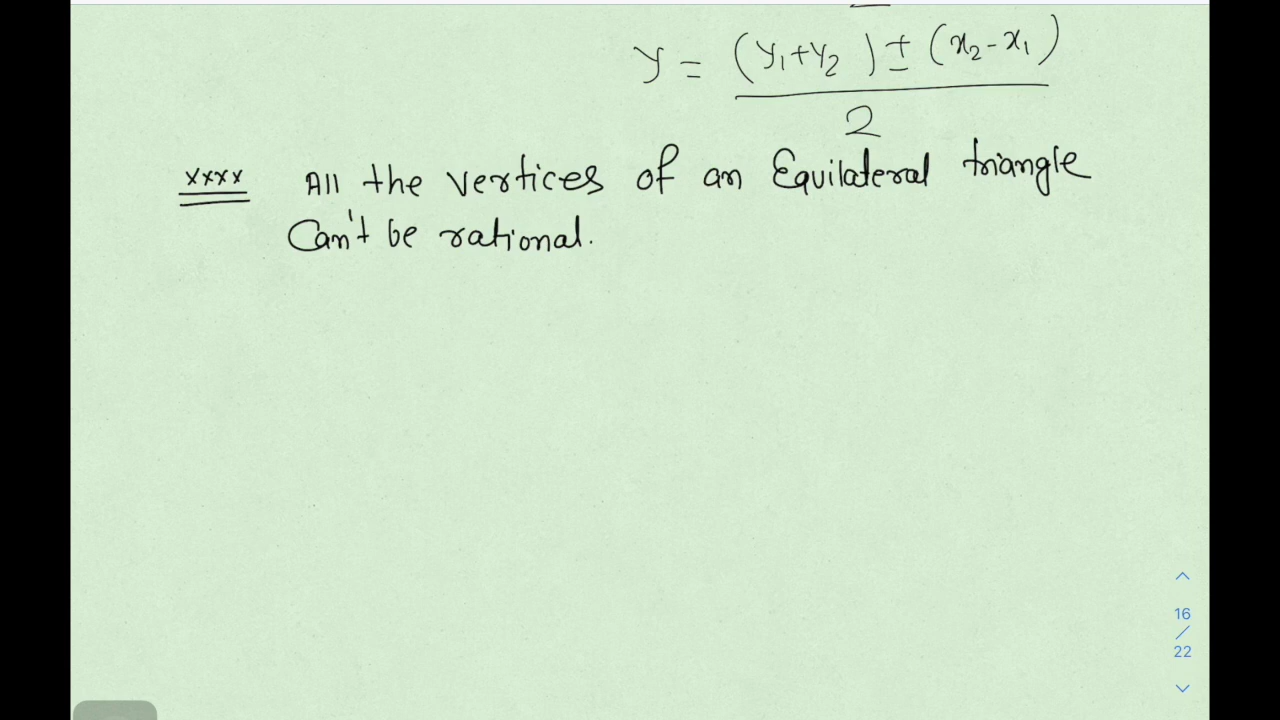 y = (y₁+y₂) ± (x₂-x₁)
2
xxxx All the vertices of an Equilateral triangle
Can't be rational.
16
/
22